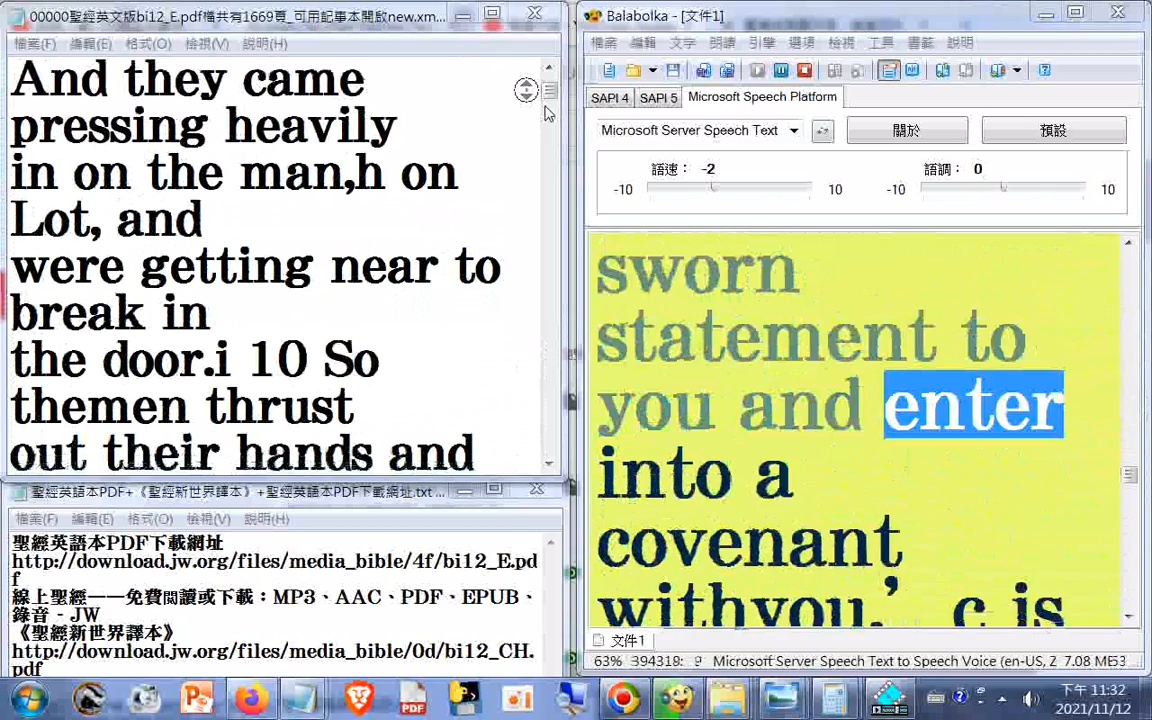 00000聖經英文版bi12_E.pdf檔共有1669頁_可用記事本開啟new.xm...
檔案(F) 編輯(E) 格式(O) 檢視(V) 說明(H)
And they came
pressing heavily
in on the man,h on
Lot, and
were getting near to
break in
the door.i 10 So
themen thrust
out their hands and
聖經英語本PDF+《聖經新世界譯本》+聖經英語本PDF下載網址.txt ...
檔案(F) 編輯(E) 格式(O) 檢視(V) 說明(H)
聖經英語本PDF下載網址
http://download.jw.org/files/media_bible/4f/bi12_E.pd
f
線上聖經——免費閱讀或下載：MP3、AAC、PDF、EPUB、
錄音 - JW
《聖經新世界譯本》
http://download.jw.org/files/media_bible/0d/bi12_CH.
pdf
Balabolka - [文件1]
檔案 編輯 文字 朗讀 引擎 選項 檢視 工具 書籤 說明
SAPI 4 SAPI 5 Microsoft Speech Platform
Microsoft Server Speech Text 關於 預設
語速： -2 語調： 0
-10 10 -10 10
sworn
statement to
you and enter
into a
covenant
withyou,’ c is
文件1
63% 394318: 9 Microsoft Server Speech Text to Speech Voice (en-US, Z 7.08 ME53
PDF
下午 11:32
2021/11/12